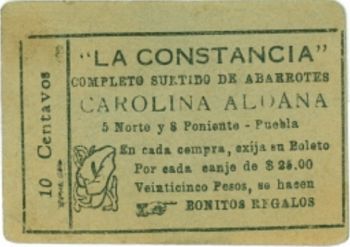 "LA CONSTANCIA"
COMPLETO SURTIDO DE ABARROTES
CAROLINA ALDANA
5 Norte y 8 Poniente - Puebla
En cada compra, exija su Boleto
Por cada canje de $ 25.00
Veinticinco Pesos, se hacen
BONITOS REGALOS
10 Centavos